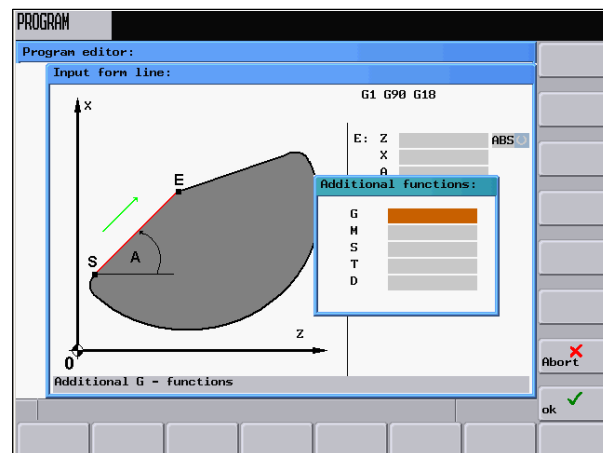 PROGRAM
Program editor:
Input form line:
G1 G90 G18
X
E: Z ABS
X
A
E
Additional functions:
G
M
S
T
D
S
A
Z
0
Abort
Additional G - functions
ok